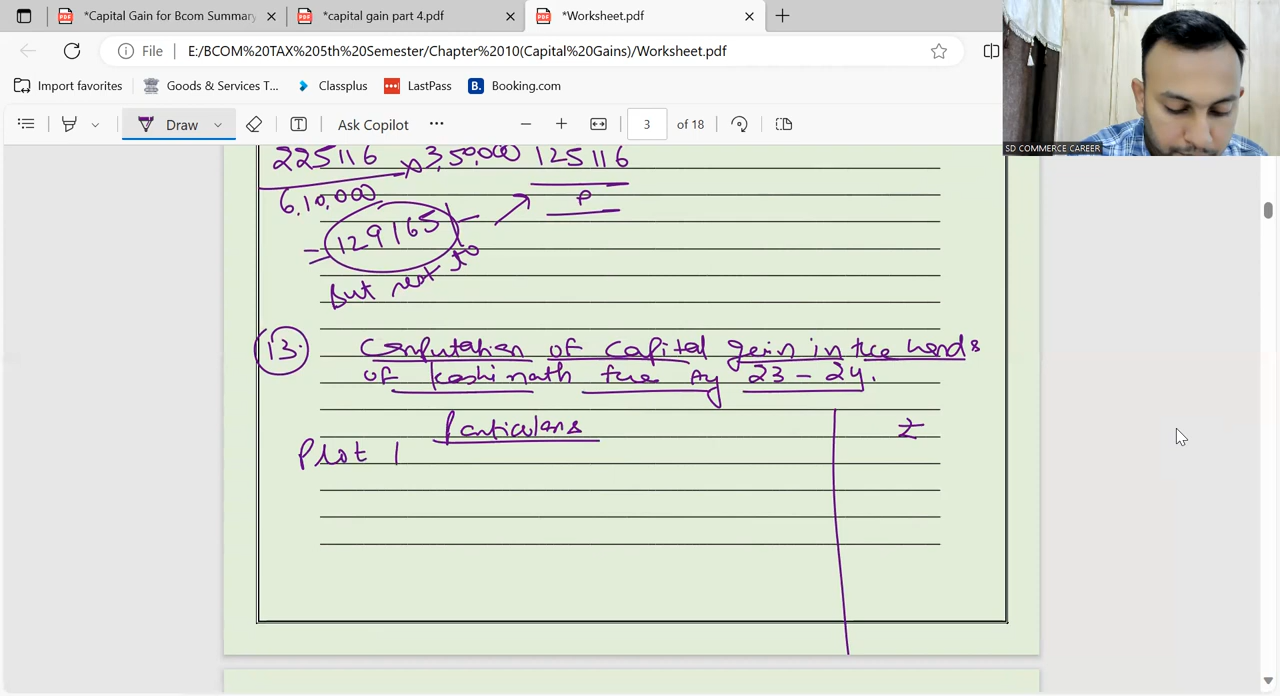 *Capital Gain for Bcom Summary
*capital gain part 4.pdf
*Worksheet.pdf
File
E:/BCOM%20TAX%205th%20Semester/Chapter%2010(Capital%20Gains)/Worksheet.pdf
Import favorites
Goods & Services T...
Classplus
LastPass
Booking.com
Draw
Ask Copilot
3 of 18
SD COMMERCE CAREER
225116 × 3,50,000 125116
6,10,000 P
= 129165
But rest to
13. Computation of Capital gain in the hands
of Kashinath for Ay 23-24.
Particulars ₹
Plot 1